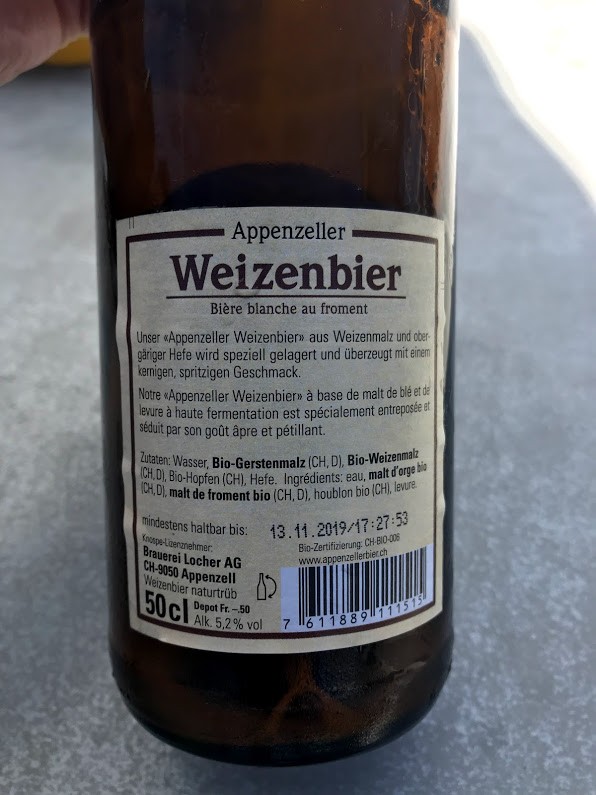 Appenzeller
Weizenbier
Bière blanche au froment
Unser «Appenzeller Weizenbier» aus Weizenmalz und ober-
gäriger Hefe wird speziell gelagert und überzeugt mit einem
kernigen, spritzigen Geschmack.
Notre «Appenzeller Weizenbier» à base de malt de blé et de
levure à haute fermentation est spécialement entreposée et
séduit par son goût âpre et pétillant.
Zutaten: Wasser, Bio-Gerstenmalz (CH, D), Bio-Weizenmalz
(CH, D), Bio-Hopfen (CH), Hefe. Ingrédients: eau, malt d'orge bio
(CH, D), malt de froment bio (CH, D), houblon bio (CH), levure.
mindestens haltbar bis: 13.11.2019/17:27:53
Knospe-Lizenznehmer:
Brauerei Locher AG
CH-9050 Appenzell
Weizenbier naturtrüb
50cl Depot Fr. –.50
Alk. 5,2% vol
Bio-Zertifizierung: CH-BIO-006
www.appenzellerbier.ch
7 611889 111515